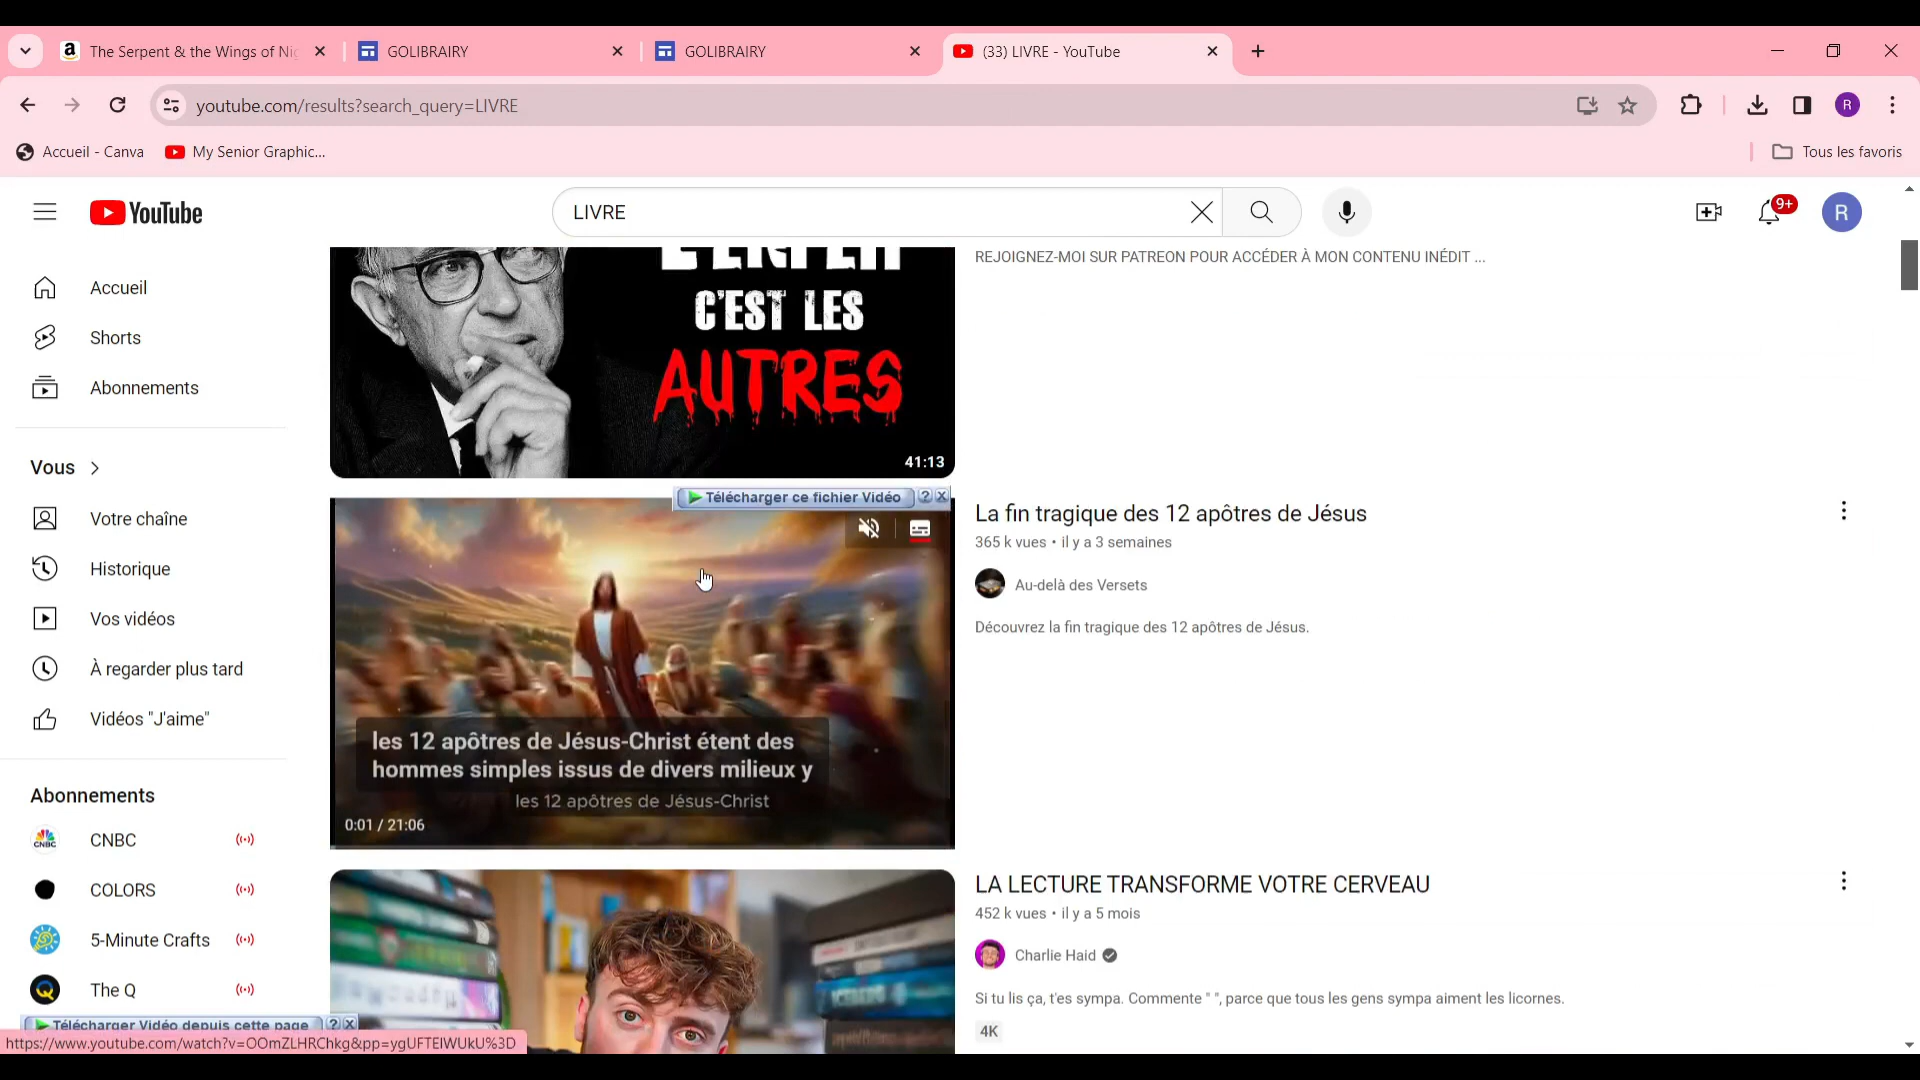 The Serpent & the Wings of Nig
GOLIBRAIRY
GOLIBRAIRY
(33) LIVRE - YouTube
youtube.com/results?search_query=LIVRE
R
Accueil - Canva
My Senior Graphic...
Tous les favoris
YouTube
LIVRE
9+
R
Accueil
Shorts
Abonnements
Vous
Votre chaîne
Historique
Vos vidéos
À regarder plus tard
Vidéos "J'aime"
Abonnements
CNBC
COLORS
5-Minute Crafts
The Q
Télécharger Vidéo depuis cette page
https://www.youtube.com/watch?v=OOmZLHRChkg&pp=ygUFTElWUkU%3D
L'ENFER
C'EST LES
AUTRES
41:13
REJOIGNEZ-MOI SUR PATREON POUR ACCÉDER À MON CONTENU INÉDIT ...
Télécharger ce fichier Vidéo
les 12 apôtres de Jésus-Christ étent des
hommes simples issus de divers milieux y
les 12 apôtres de Jésus-Christ
0:01 / 21:06
La fin tragique des 12 apôtres de Jésus
365 k vues • il y a 3 semaines
Au-delà des Versets
Découvrez la fin tragique des 12 apôtres de Jésus.
LA LECTURE TRANSFORME VOTRE CERVEAU
452 k vues • il y a 5 mois
Charlie Haid
Si tu lis ça, t'es sympa. Commente " ", parce que tous les gens sympa aiment les licornes.
4K